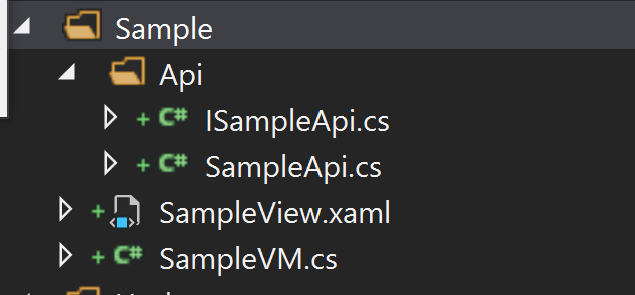 Sample
Api
+ C# ISampleApi.cs
+ C# SampleApi.cs
+ SampleView.xaml
+ C# SampleVM.cs